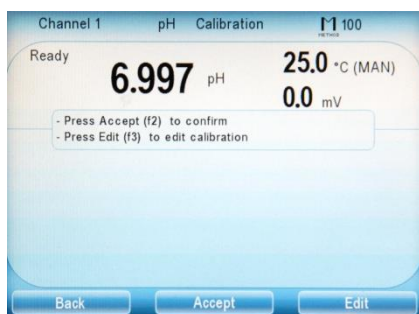 Channel 1 pH Calibration M 100
METHOD
Ready
6.997 pH 25.0 °C (MAN)
0.0 mV
- Press Accept (f2) to confirm
- Press Edit (f3) to edit calibration
Back Accept Edit